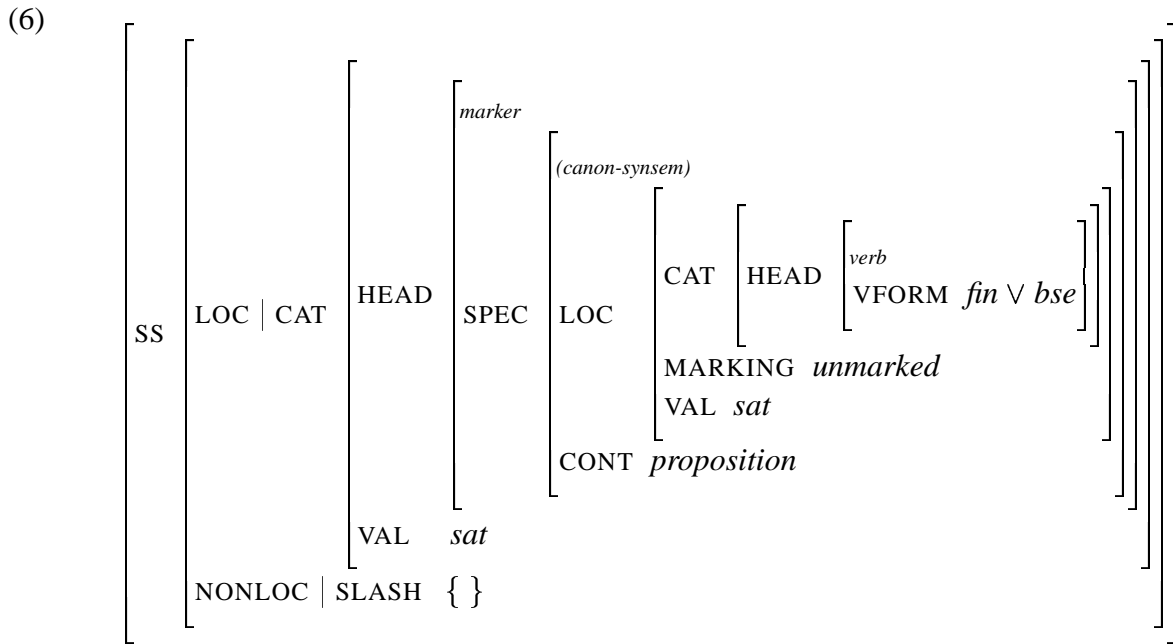 (6)
marker
(canon-synsem)
verb
CAT HEAD
HEAD VFORM fin ∨ bse
SS LOC | CAT SPEC LOC
MARKING unmarked
VAL sat
CONT proposition
VAL sat
NONLOC | SLASH { }